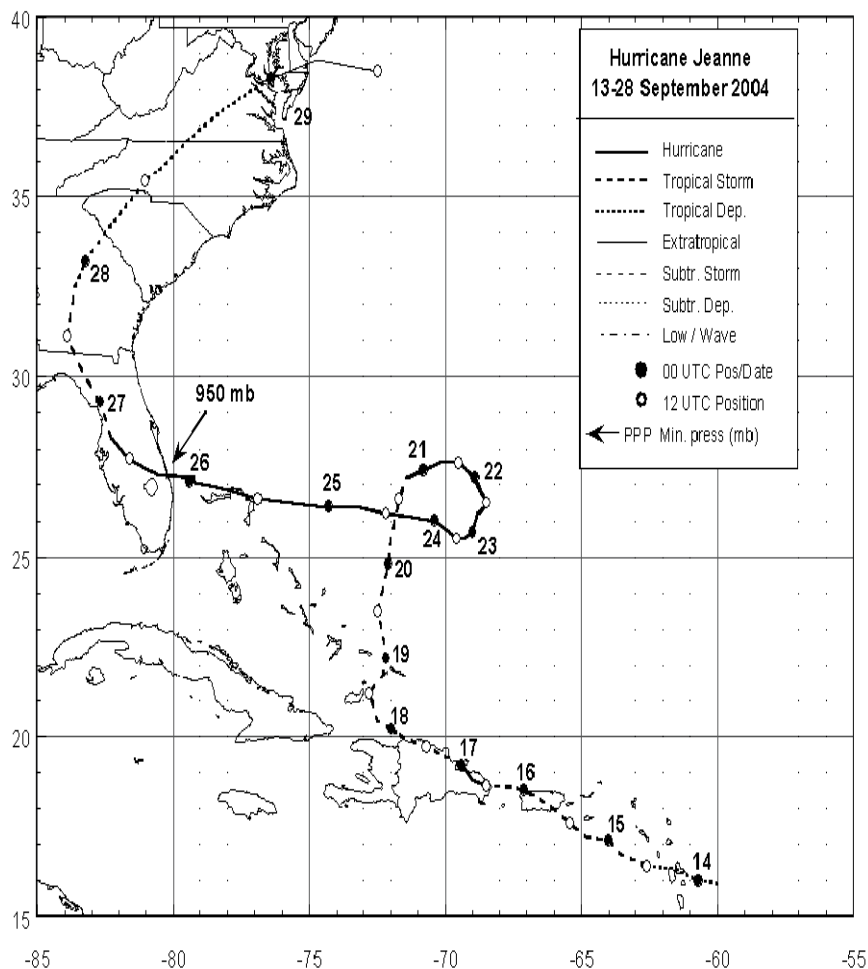 Hurricane Jeanne
13-28 September 2004
Hurricane
Tropical Storm
Tropical Dep.
Extratropical
Subtr. Storm
Subtr. Dep.
Low / Wave
00 UTC Pos/Date
12 UTC Position
PPP Min. press (mb)
40
35
30
25
20
15
29
28
27
950 mb
26
25
21
22
24
23
20
19
18
17
16
15
14
-85 -80 -75 -70 -65 -60 -55